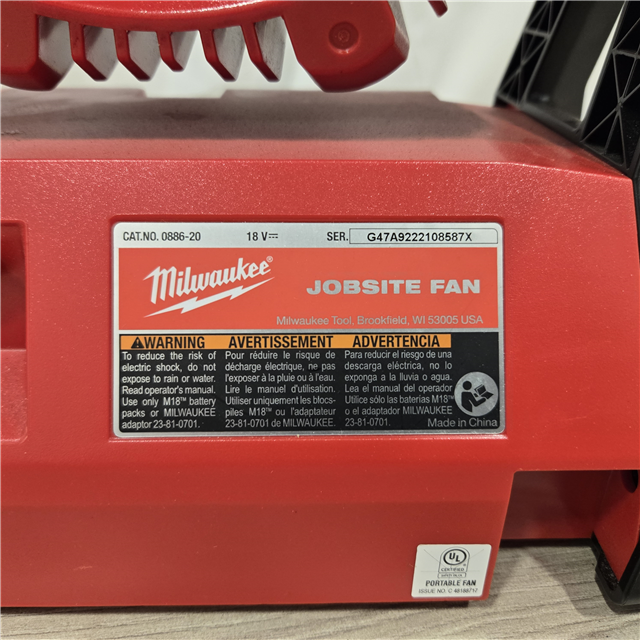 CAT.NO. 0886-20 18 V⎓ SER. G47A9222108587X
Milwaukee®
JOBSITE FAN
Milwaukee Tool, Brookfield, WI 53005 USA
⚠WARNING
To reduce the risk of
electric shock, do not
expose to rain or water.
Read operator's manual.
Use only M18™ battery
packs or MILWAUKEE
adaptor 23-81-0701.
AVERTISSEMENT
Pour réduire le risque de
décharge électrique, ne pas
l'exposer à la pluie ou à l'eau.
Lire le manuel d'utilisation.
Utiliser uniquement les blocs-
piles M18™ ou l'adaptateur
23-81-0701 de MILWAUKEE.
ADVERTENCIA
Para reducir el riesgo de una
descarga eléctrica, no lo
exponga a la lluvia o agua.
Lea el manual del operador
Utilice sólo las baterías M18™
o el adaptador MILWAUKEE
23-81-0701.
Made in China
UL
PORTABLE FAN